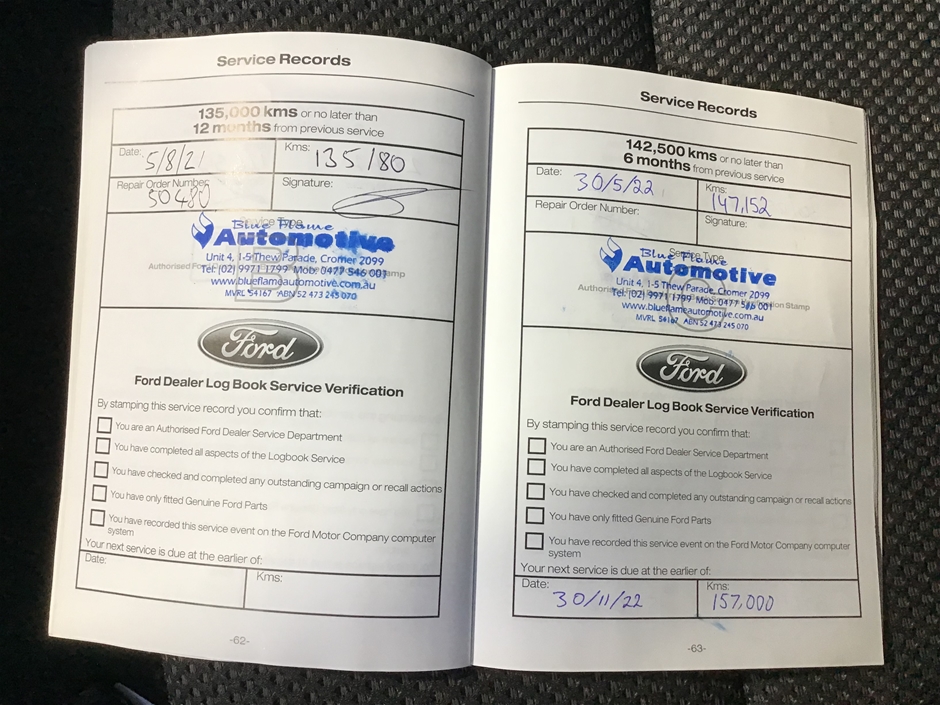 Service Records
135,000 kms or no later than
12 months from previous service
Date: 5/8/21
Kms: 135180
Repair Order Number: 50480
Signature:
Service Type
Blue Flame
Automotive
Unit 4, 1-5 Thew Parade, Cromer 2099
Tel: (02) 9971 1799 Mob: 0477 546 001
www.blueflameautomotive.com.au
MVRL 54167 ABN 52 473 245 070
Authorised
Stamp
B
Ford
Ford Dealer Log Book Service Verification
By stamping this service record you confirm that:
You are an Authorised Ford Dealer Service Department
You have completed all aspects of the Logbook Service
You have checked and completed any outstanding campaign or recall actions
You have only fitted Genuine Ford Parts
You have recorded this service event on the Ford Motor Company computer
system
Your next service is due at the earlier of:
Date:
Kms:
-62-
Service Records
142,500 kms or no later than
6 months from previous service
Date: 30/5/22
Kms: 147,152
Repair Order Number:
Signature:
Service Type
Blue Flame
Automotive
Unit 4, 1-5 Thew Parade, Cromer 2099
Tel: (02) 9971 1799 Mob: 0477 546 001
www.blueflameautomotive.com.au
MVRL 54167 ABN 52 473 245 070
Stamp
C
Ford
Ford Dealer Log Book Service Verification
By stamping this service record you confirm that:
You are an Authorised Ford Dealer Service Department
You have completed all aspects of the Logbook Service
You have checked and completed any outstanding campaign or recall actions
You have only fitted Genuine Ford Parts
You have recorded this service event on the Ford Motor Company computer
system
Your next service is due at the earlier of:
Date: 30/11/22
Kms: 157,000
-63-